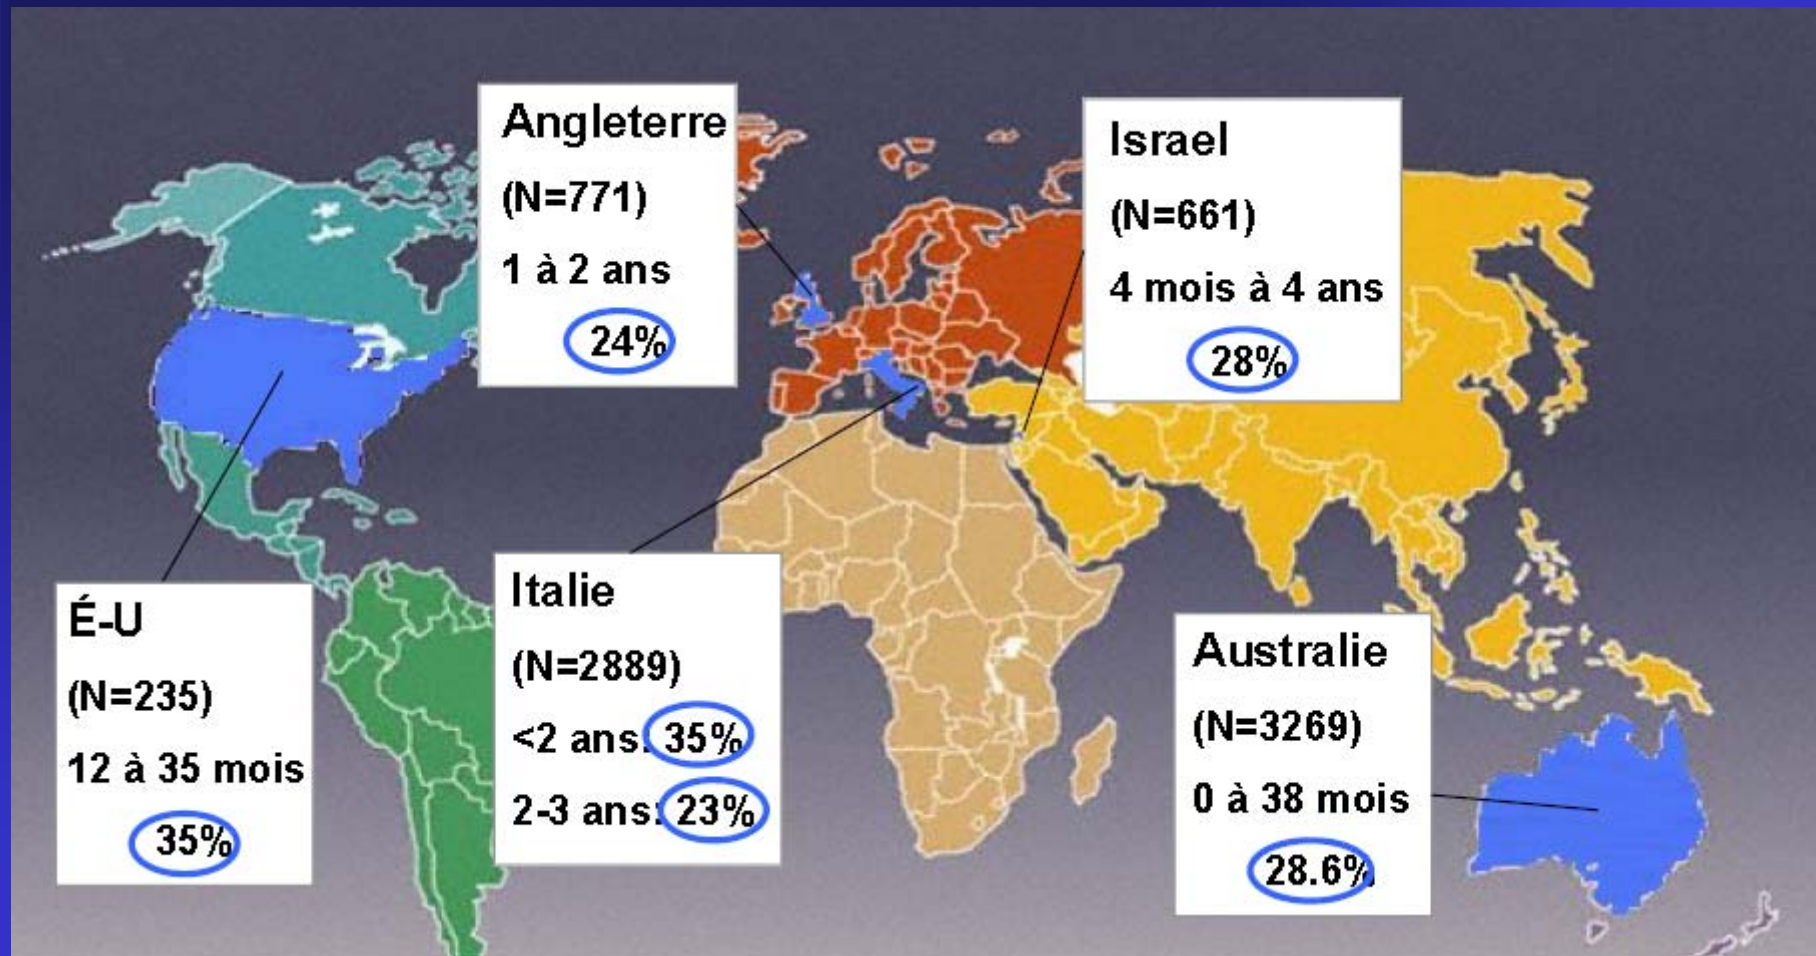 Angleterre
(N=771)
1 à 2 ans
24%
Israel
(N=661)
4 mois à 4 ans
28%
É-U
(N=235)
12 à 35 mois
35%
Italie
(N=2889)
<2 ans: 35%
2-3 ans: 23%
Australie
(N=3269)
0 à 38 mois
28.6%